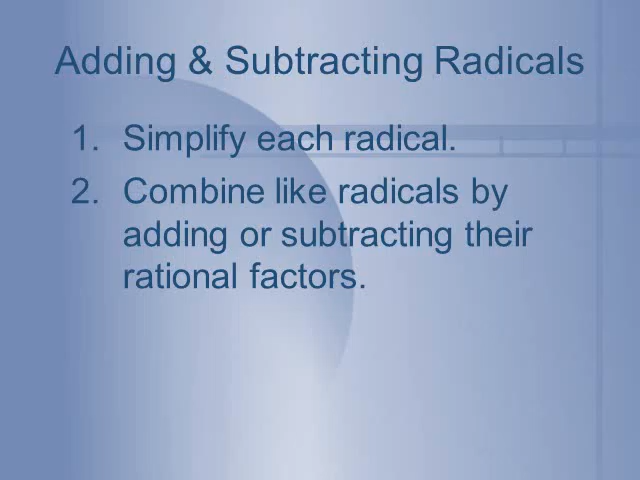 Adding & Subtracting Radicals
1. Simplify each radical.
2. Combine like radicals by
adding or subtracting their
rational factors.